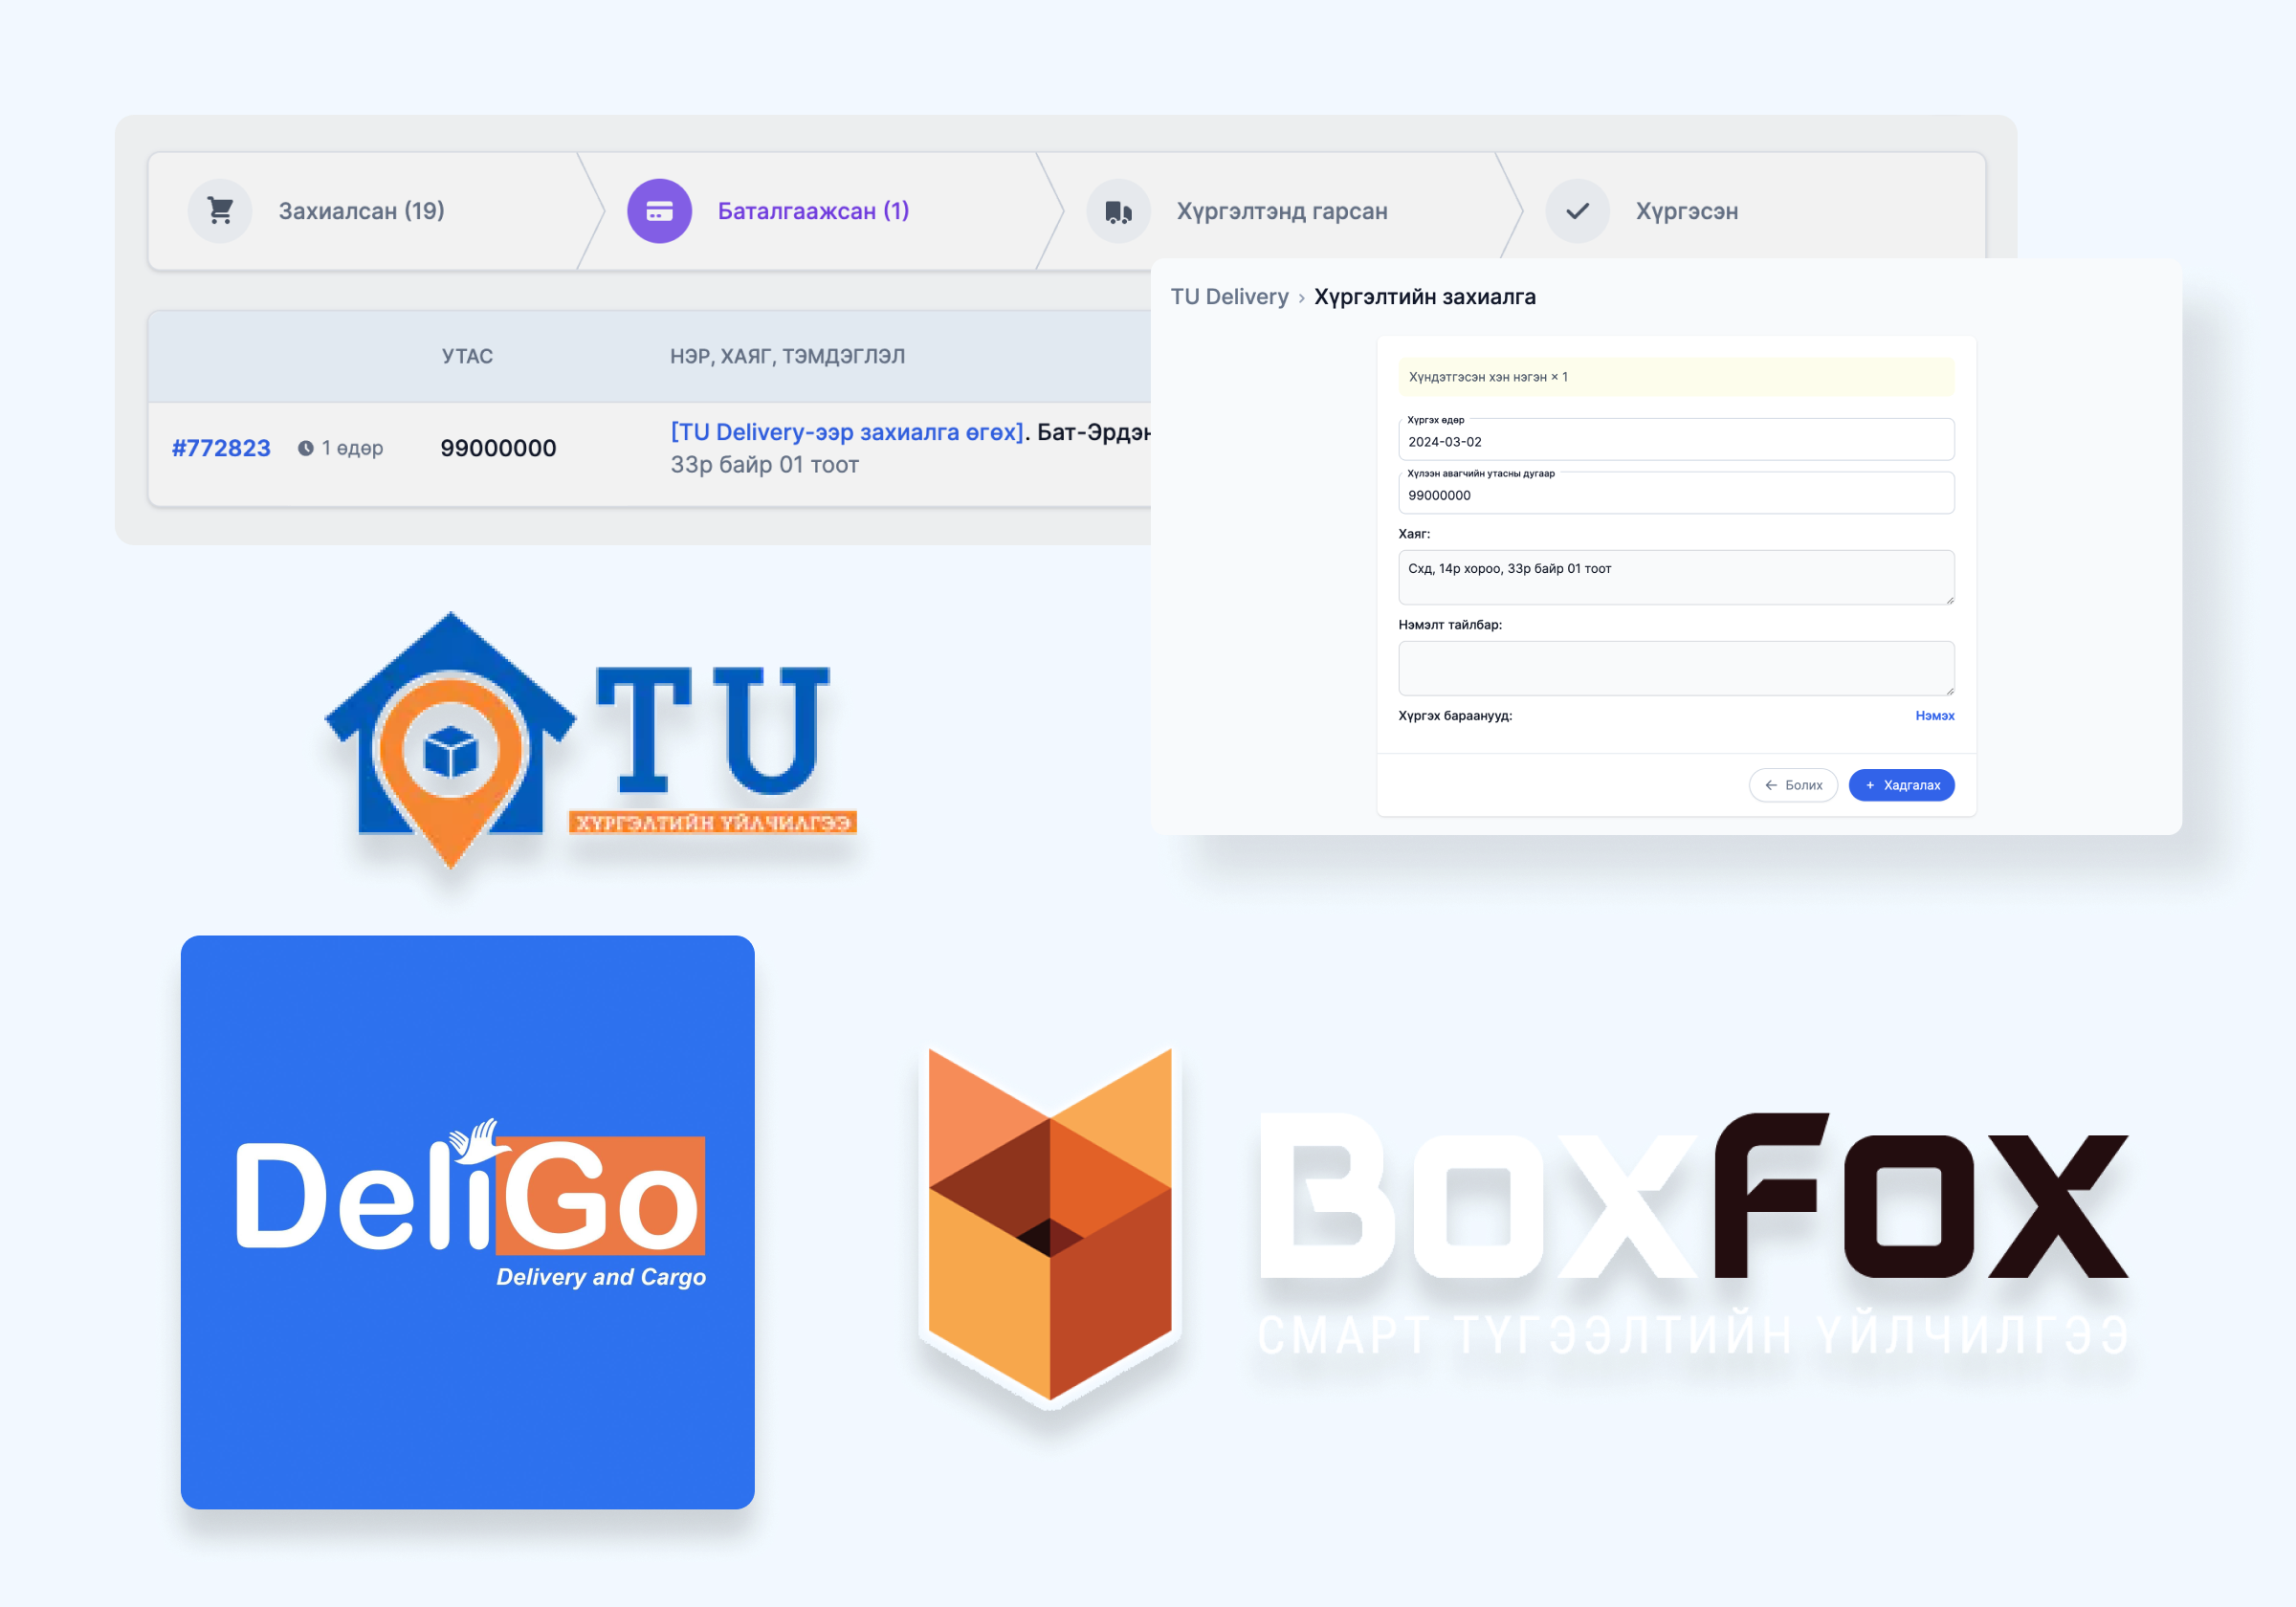 Захиалсан (19)
Баталгаажсан (1)
Хүргэлтэнд гарсан
Хүргэсэн
УТАС
НЭР, ХАЯГ, ТЭМДЭГЛЭЛ
#772823
1 өдөр
99000000
[TU Delivery-ээр захиалга өгөх]. Бат-Эрдэн
33р байр 01 тоот
TU Delivery › Хүргэлтийн захиалга
Хүндэтгэсэн хэн нэгэн × 1
Хүргэх өдөр
2024-03-02
Хүлээн авагчийн утасны дугаар
99000000
Хаяг:
Схд, 14р хороо, 33р байр 01 тоот
Нэмэлт тайлбар:
Хүргэх бараанууд:
Нэмэх
← Болих
+ Хадгалах
TU
ХҮРГЭЛТИЙН ҮЙЛЧИЛГЭЭ
DeliGo
Delivery and Cargo
BOXFOX
СМАРТ ТҮГЭЭЛТИЙН ҮЙЛЧИЛГЭЭ